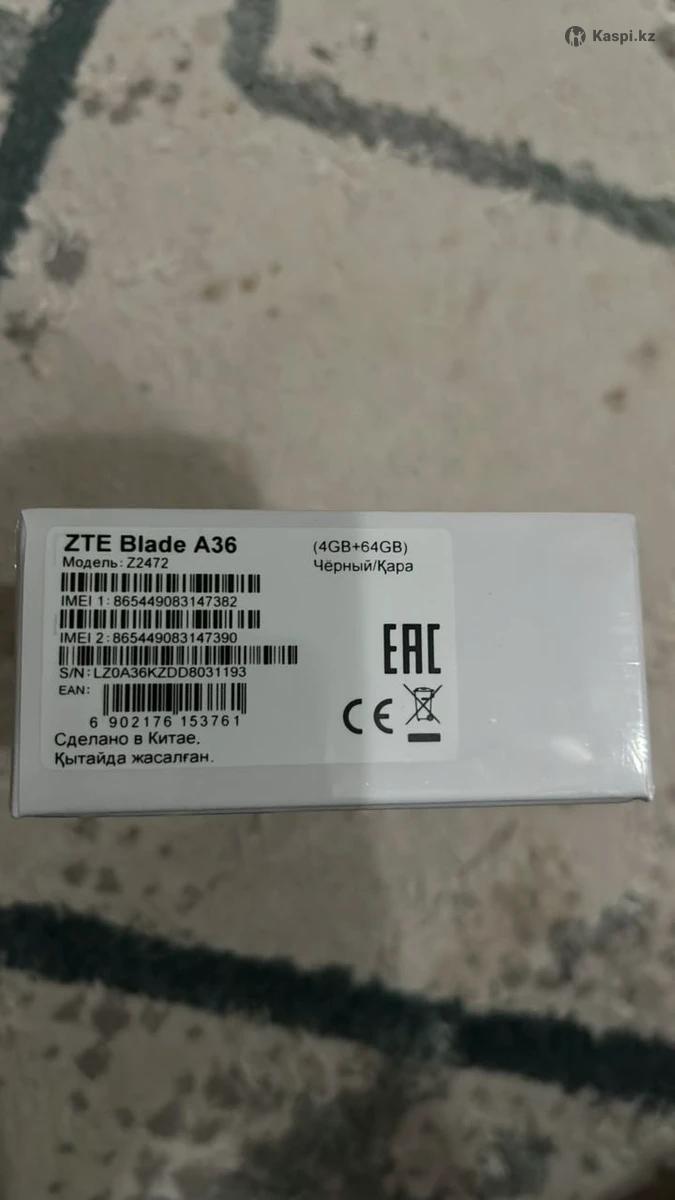 Kaspi.kz
ZTE Blade A36
(4GB+64GB)
Модель: Z2472
Чёрный/Қара
IMEI 1: 865449083147382
IMEI 2: 865449083147390
S/N: LZ0A36KZDD8031193
EAN:
6 902176 153761
EAC
CE
Сделано в Китае.
Қытайда жасалған.